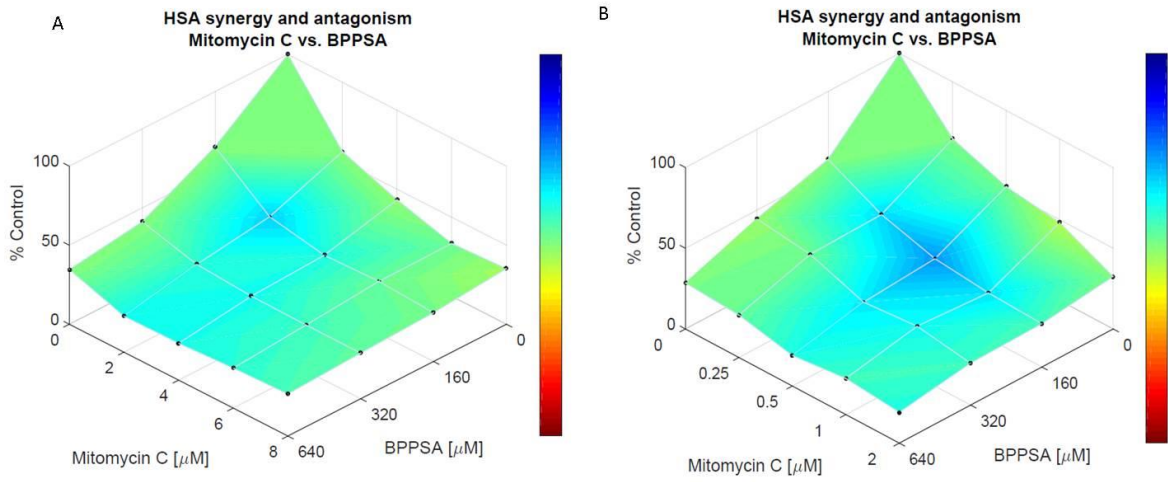 A
HSA synergy and antagonism
Mitomycin C vs. BPPSA
100
50
0
% Control
0
2
4
6
8
Mitomycin C [μM]
640
320
160
0
BPPSA [μM]
B
HSA synergy and antagonism
Mitomycin C vs. BPPSA
100
50
0
% Control
0
0.25
0.5
1
2
Mitomycin C [μM]
640
320
160
0
BPPSA [μM]